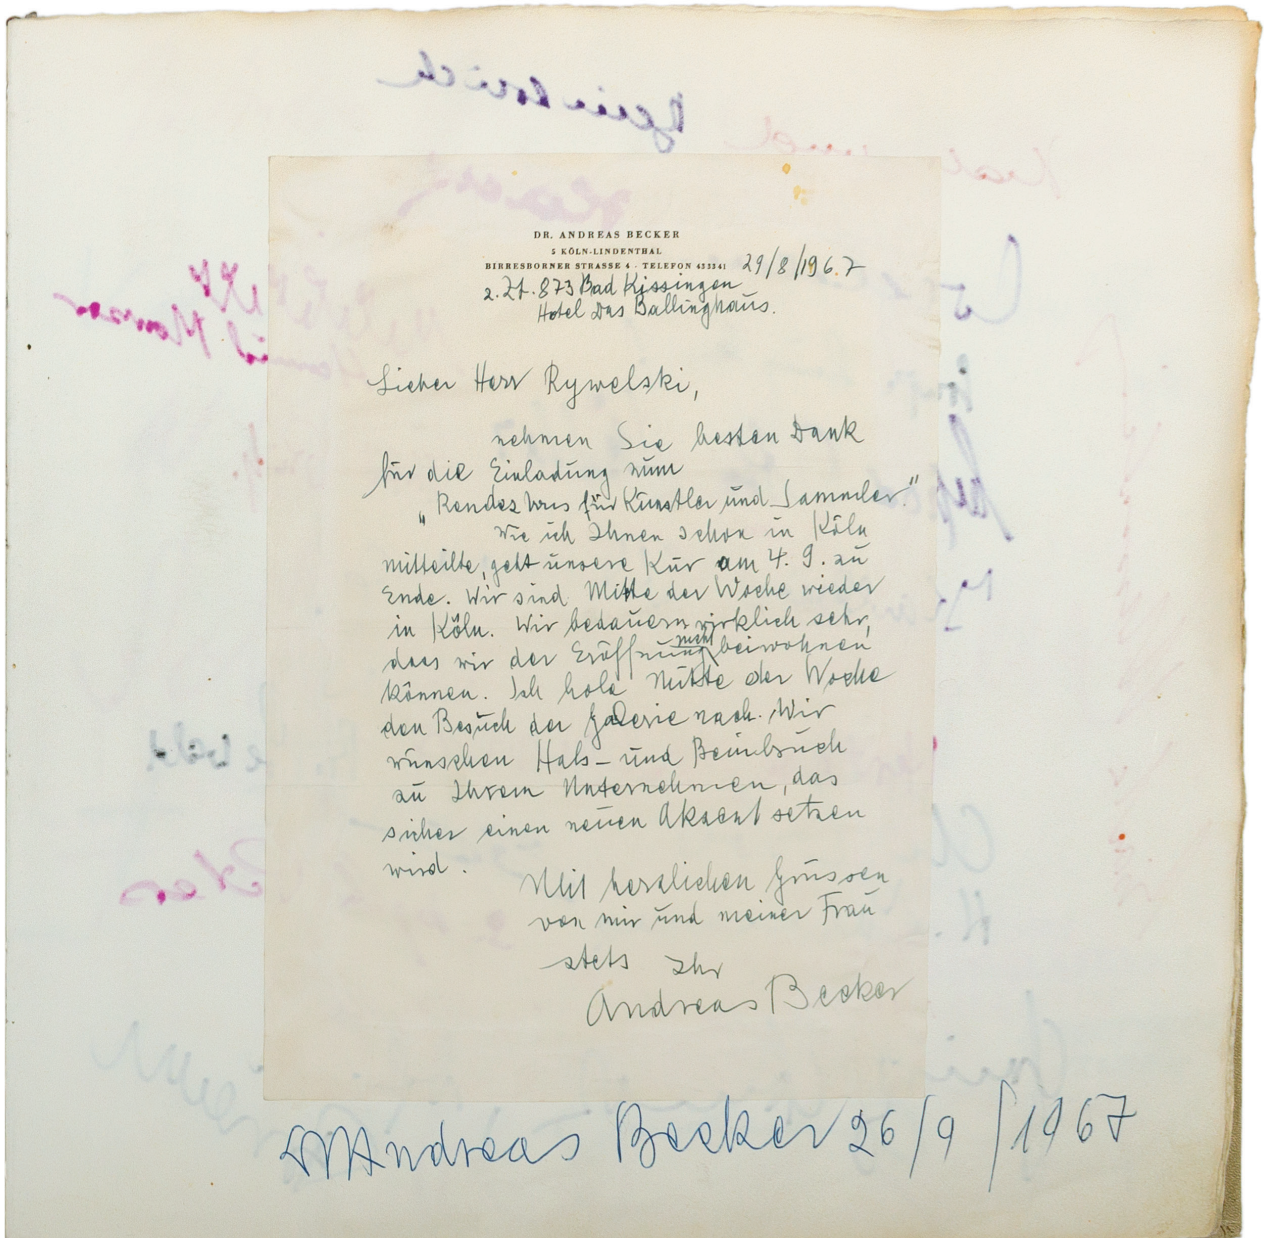 DR. ANDREAS BECKER
5 KÖLN-LINDENTHAL
BIRRESBORNER STRASSE 4 · TELEFON 433341 29/8/1967
z. Zt. 873 Bad Kissingen
Hotel Das Ballinghaus.
Lieber Herr Rywelski,
nehmen Sie besten Dank
für die Einladung zum
„Rendez Vous für Künstler und Sammler."
Wie ich Ihnen schon in Köln
mitteilte, geht unsere Kur am 4. 9. zu
Ende. Wir sind Mitte der Woche wieder
in Köln. Wir bedauern wirklich sehr,
dass wir der Eröffnung nicht beiwohnen
können. Ich hole Mitte der Woche
den Besuch der Galerie nach. Wir
wünschen Hals- und Beinbruch
zu Ihrem Unternehmen, das
sicher einen neuen Akzent setzen
wird.
Mit herzlichen Grüssen
von mir und meiner Frau
stets Ihr
Andreas Becker
Dr Andreas Becker 26/9/1967